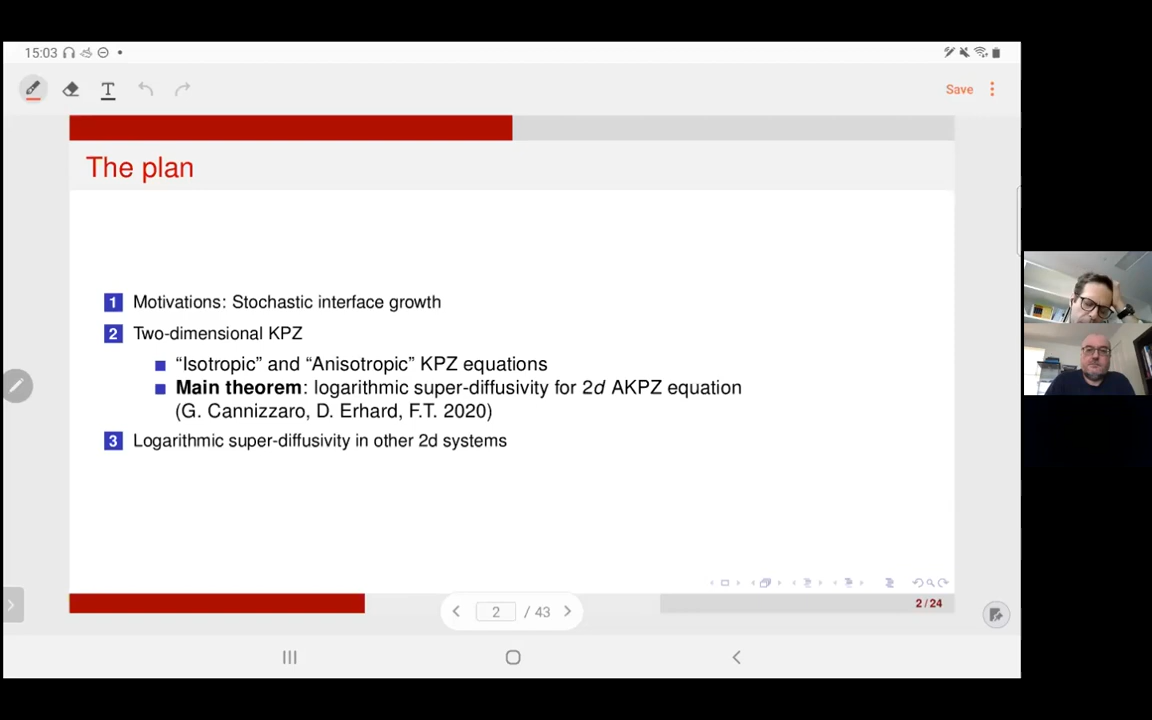 15:03
T
Save
The plan
1 Motivations: Stochastic interface growth
2 Two-dimensional KPZ
“Isotropic” and “Anisotropic” KPZ equations
Main theorem: logarithmic super-diffusivity for 2d AKPZ equation
(G. Cannizzaro, D. Erhard, F.T. 2020)
3 Logarithmic super-diffusivity in other 2d systems
2 / 43
2/24